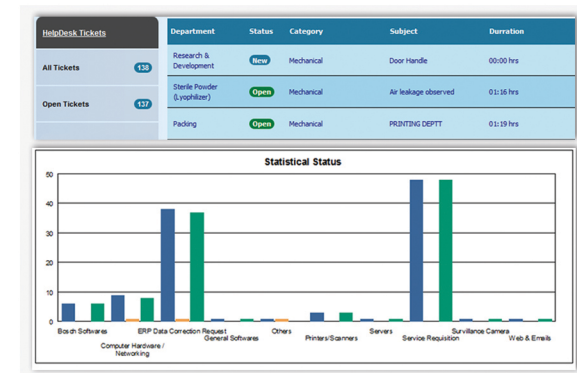 HelpDesk Tickets
All Tickets 138
Open Tickets 137
Department Status Category Subject Durration
Research & Development New Mechanical Door Handle 00:00 hrs
Sterile Powder (Lyophilizer) Open Mechanical Air leakage observed 01:16 hrs
Packing Open Mechanical PRINTING DEPTT 01:19 hrs
Statistical Status
50
40
30
20
10
0
Bosch Softwares
Computer Hardware / Networking
ERP Data Correction Request
General Softwares
Others
Printers/Scanners
Servers
Service Requisition
Survillance Camera
Web & Emails